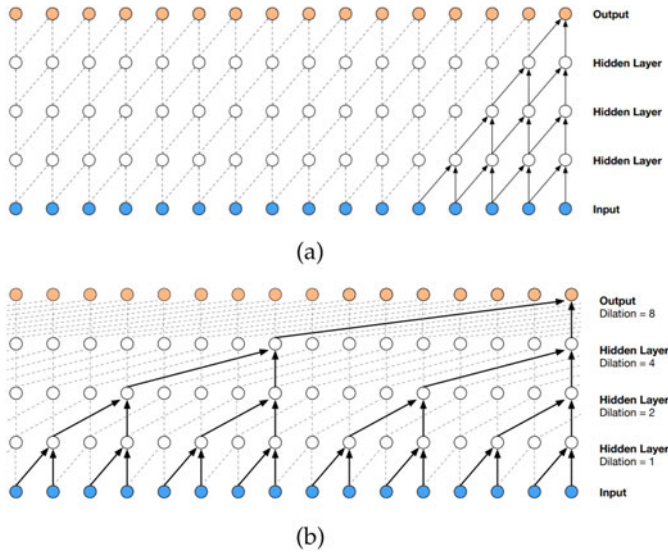 Output
Hidden Layer
Hidden Layer
Hidden Layer
Input
(a)
Output
Dilation = 8
Hidden Layer
Dilation = 4
Hidden Layer
Dilation = 2
Hidden Layer
Dilation = 1
Input
(b)